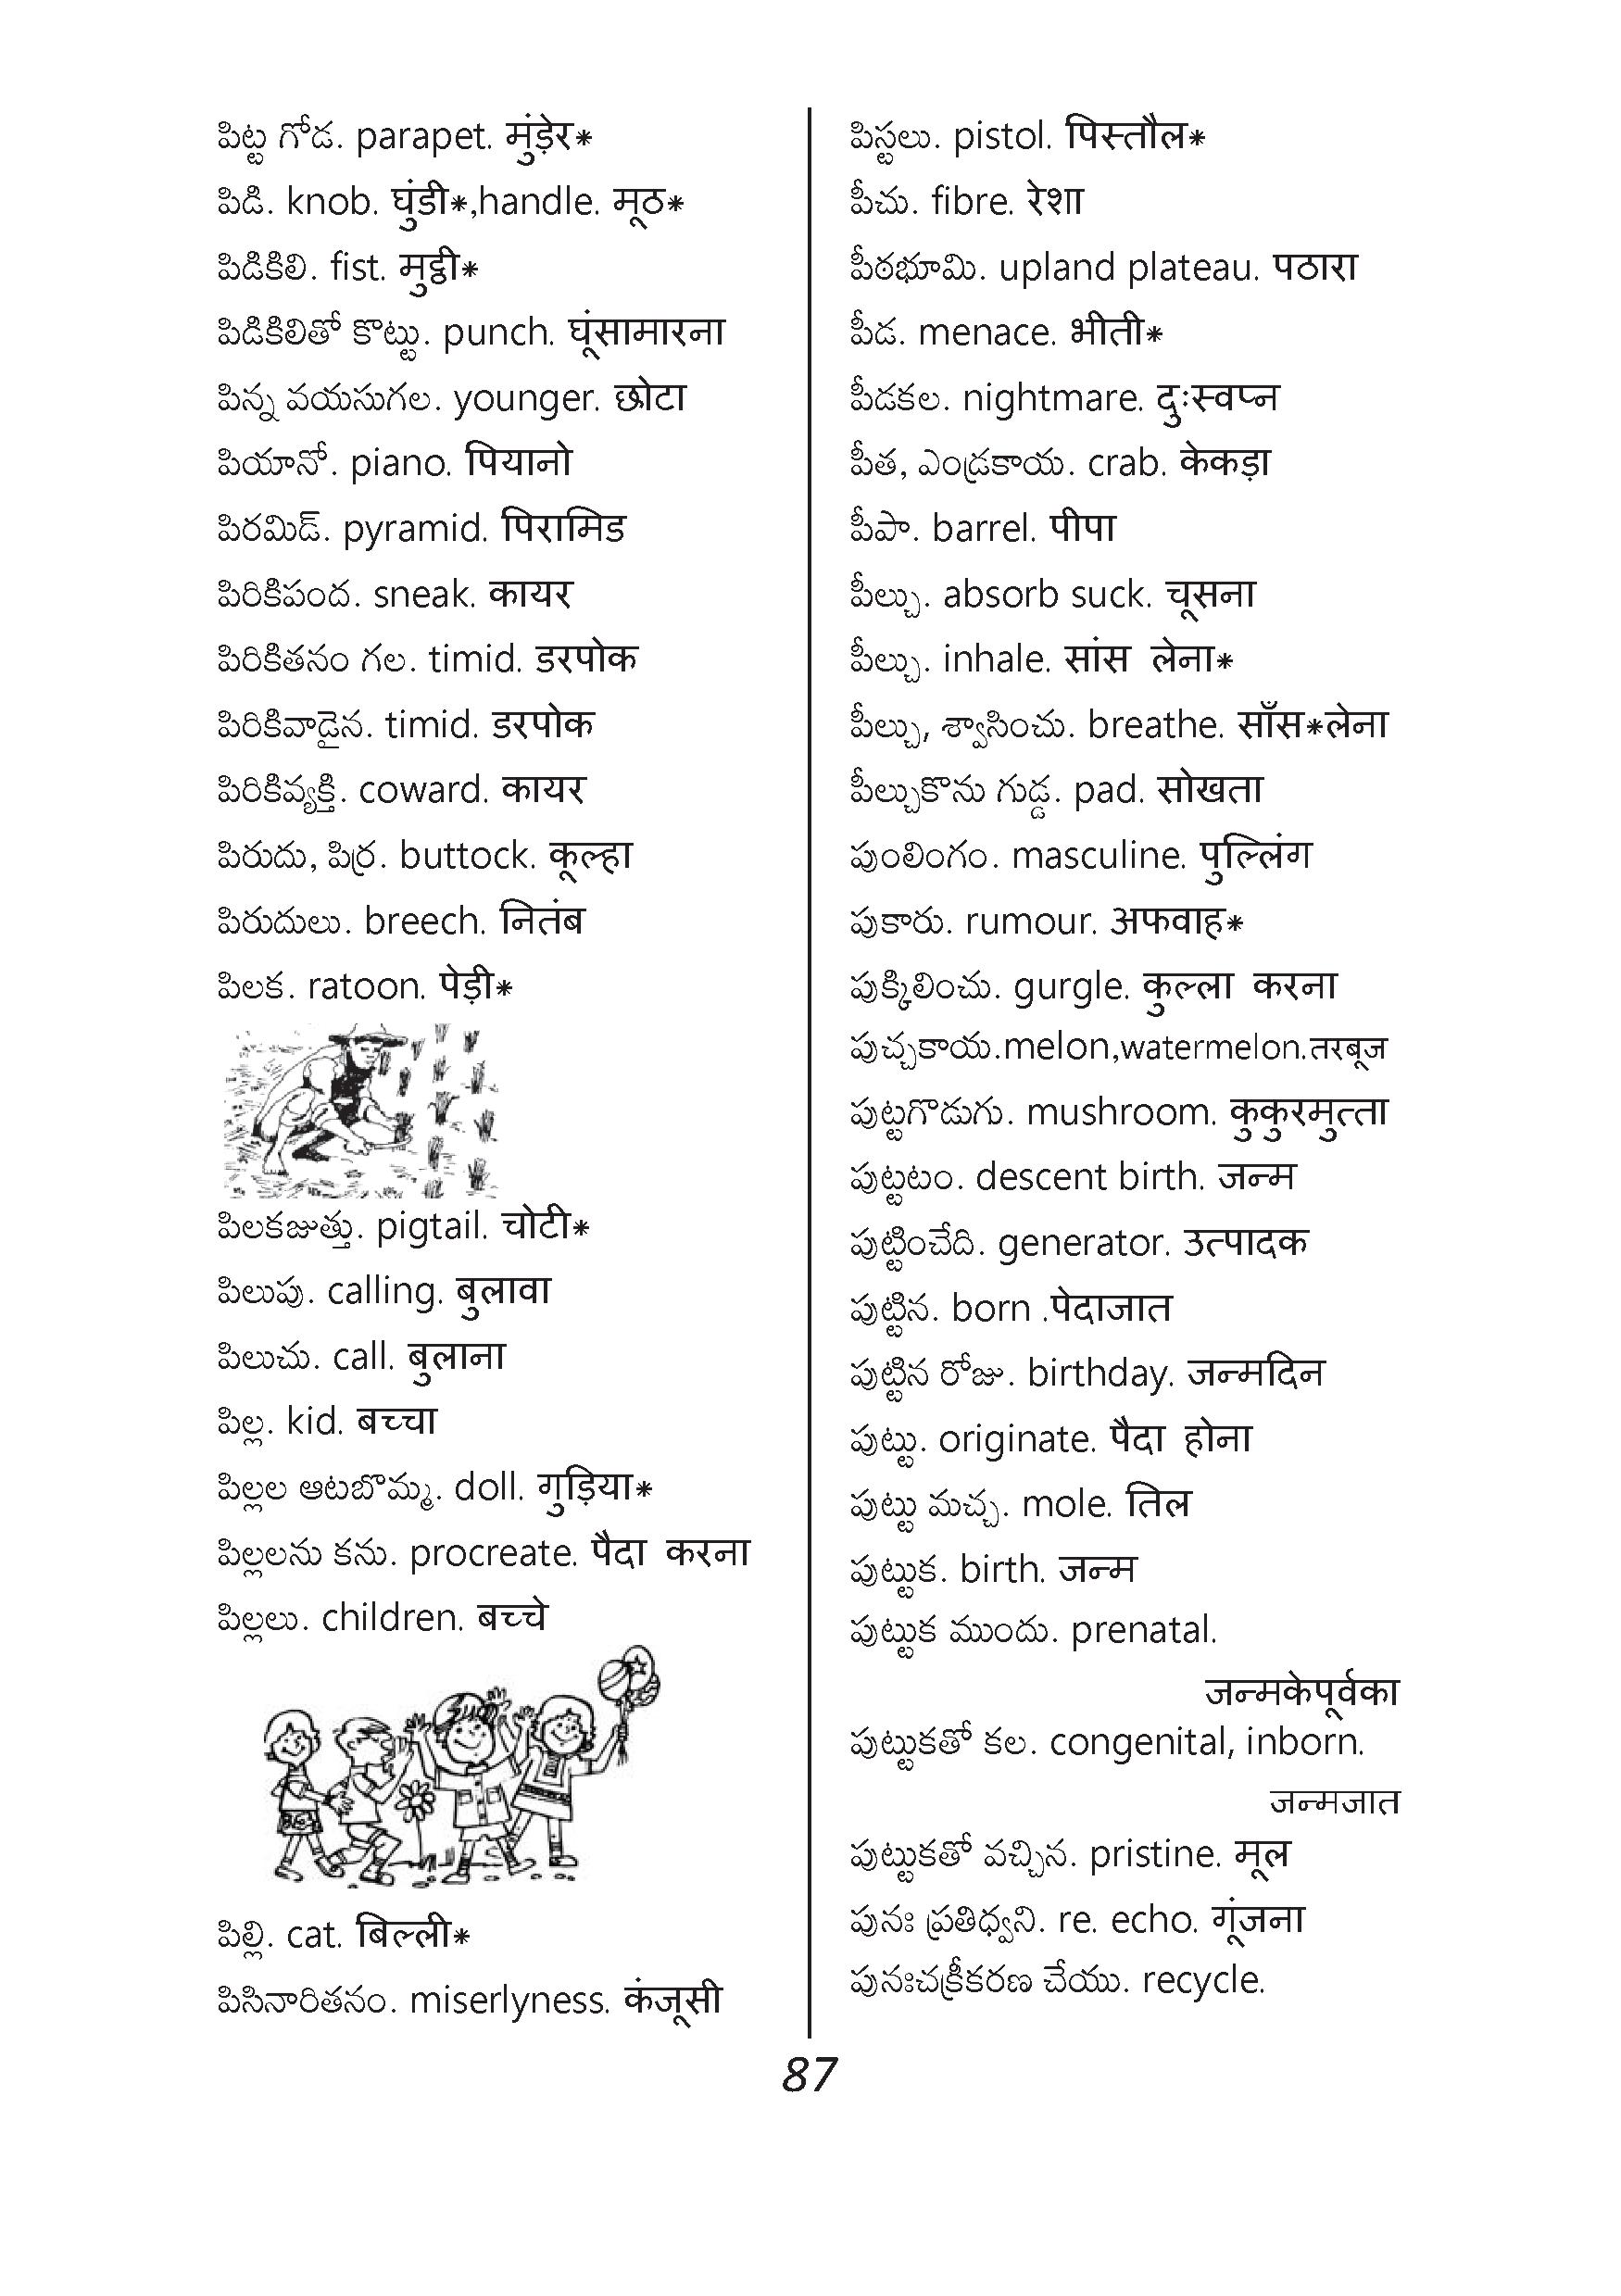 పిట్ట గోడ. parapet. मुंड़ेर*
పిడి. knob. घुंडी*,handle. मूठ*
పిడికిలి. fist. मुट्ठी*
పిడికిలితో కొట్టు. punch. घूंसामारना
పిన్న వయసుగల. younger. छोटा
పియానో. piano. पियानो
పిరమిడ్. pyramid. पिरामिड
పిరికిపంద. sneak. कायर
పిరికితనం గల. timid. डरपोक
పిరికివాడైన. timid. डरपोक
పిరికివ్యక్తి. coward. कायर
పిరుదు, పిర్ర. buttock. कूल्हा
పిరుదులు. breech. नितंब
పిలక. ratoon. पेड़ी*
పిలకజుత్తు. pigtail. चोटी*
పిలుపు. calling. बुलावा
పిలుచు. call. बुलाना
పిల్ల. kid. बच्चा
పిల్లల ఆటబొమ్మ. doll. गुड़िया*
పిల్లలను కను. procreate. पैदा करना
పిల్లలు. children. बच्चे
పిల్లి. cat. बिल्ली*
పిసినారితనం. miserlyness. कंजूसी
పిస్టలు. pistol. पिस्तौल*
పీచు. fibre. रेशा
పీఠభూమి. upland plateau. पठारा
పీడ. menace. भीती*
పీడకల. nightmare. दुःस्वप्न
పీత, ఎండ్రకాయ. crab. केकड़ा
పీపా. barrel. पीपा
పీల్చు. absorb suck. चूसना
పీల్చు. inhale. सांस लेना*
పీల్చు, శ్వాసించు. breathe. साँस*लेना
పీల్చుకొను గుడ్డ. pad. सोखता
పుంలింగం. masculine. पुल्लिंग
పుకారు. rumour. अफवाह*
పుక్కిలించు. gurgle. कुल्ला करना
పుచ్చకాయ.melon,watermelon.तरबूज
పుట్టగొడుగు. mushroom. कुकुरमुत्ता
పుట్టటం. descent birth. जन्म
పుట్టించేది. generator. उत्पादक
పుట్టిన. born .पेदाजात
పుట్టిన రోజు. birthday. जन्मदिन
పుట్టు. originate. पैदा होना
పుట్టు మచ్చ. mole. तिल
పుట్టుక. birth. जन्म
పుట్టుక ముందు. prenatal.
जन्मकेपूर्वका
పుట్టుకతో కల. congenital, inborn.
जन्मजात
పుట్టుకతో వచ్చిన. pristine. मूल
పునః ప్రతిధ్వని. re. echo. गूंजना
పునఃచక్రీకరణ చేయు. recycle.
87